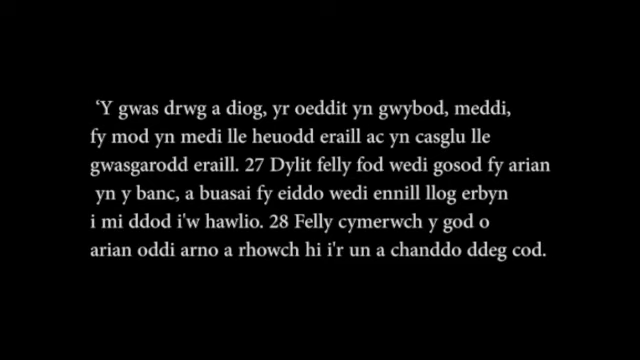 ‘Y gwas drwg a diog, yr oeddit yn gwybod, meddi,
fy mod yn medi lle heuodd eraill ac yn casglu lle
gwasgarodd eraill. 27 Dylit felly fod wedi gosod fy arian
yn y banc, a buasai fy eiddo wedi ennill llog erbyn
i mi ddod i'w hawlio. 28 Felly cymerwch y god o
arian oddi arno a rhowch hi i'r un a chanddo ddeg cod.